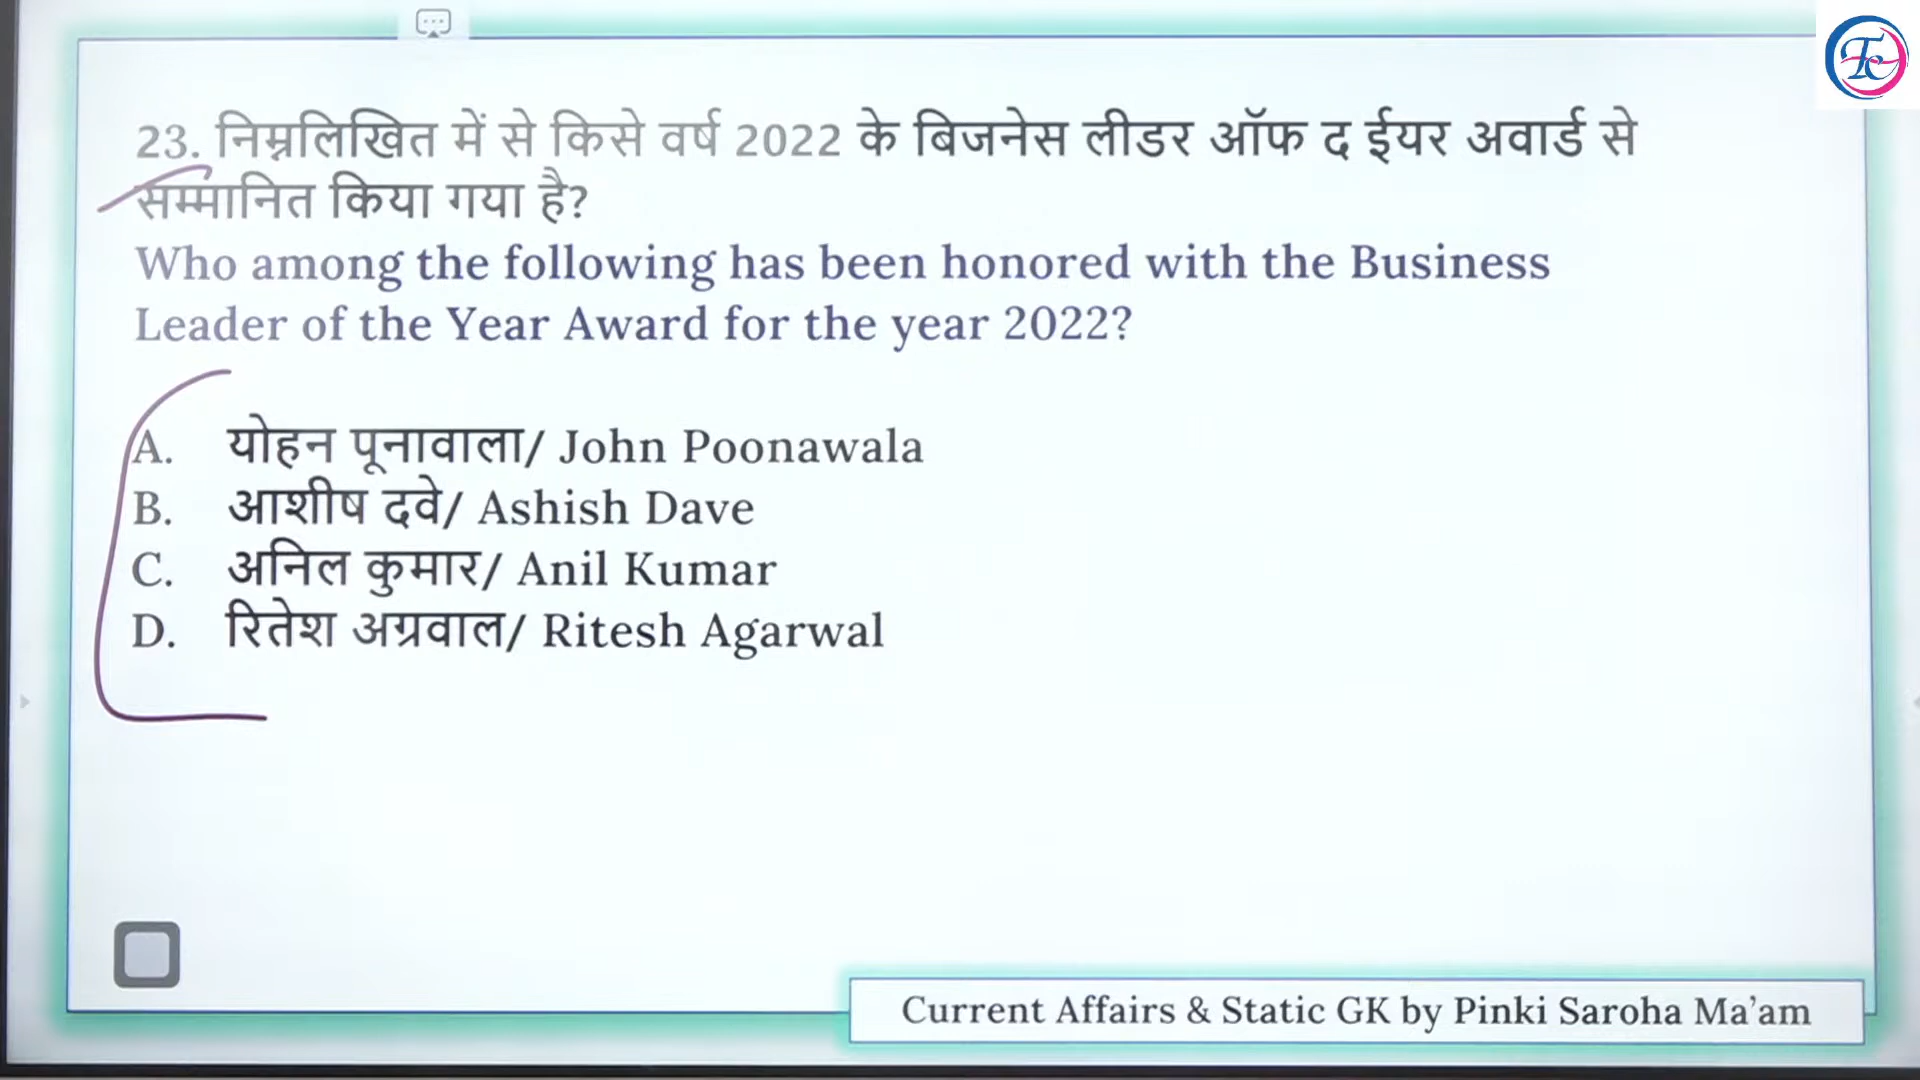 23. निम्नलिखित में से किसे वर्ष 2022 के बिजनेस लीडर ऑफ द ईयर अवार्ड से
सम्मानित किया गया है?
Who among the following has been honored with the Business
Leader of the Year Award for the year 2022?
A. योहन पूनावाला/ John Poonawala
B. आशीष दवे/ Ashish Dave
C. अनिल कुमार/ Anil Kumar
D. रितेश अग्रवाल/ Ritesh Agarwal
Current Affairs & Static GK by Pinki Saroha Ma’am
Tc